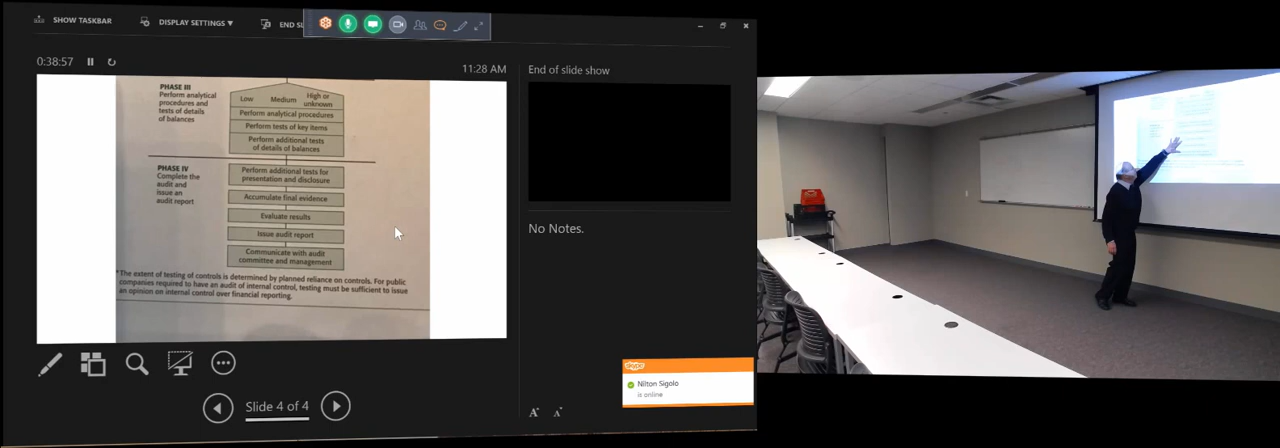 SHOW TASKBAR
DISPLAY SETTINGS ▼
END SL
0:38:57
11:28 AM
End of slide show
PHASE III
Perform analytical
procedures and
tests of details
of balances
Low Medium High or
unknown
Perform analytical procedures
Perform tests of key items
Perform additional tests
of details of balances
PHASE IV
Complete the
audit and
issue an
audit report
Perform additional tests for
presentation and disclosure
Accumulate final evidence
Evaluate results
Issue audit report
Communicate with audit
committee and management
*The extent of testing of controls is determined by planned reliance on controls. For public
companies required to have an audit of internal control, testing must be sufficient to issue
an opinion on internal control over financial reporting.
No Notes.
skype
Nilton Sigolo
is online
Slide 4 of 4
A A